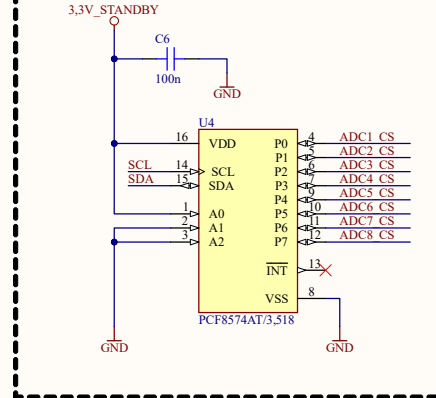 3,3V_STANDBY
C6
100n
GND
U4
16 VDD P0 4 ADC1_CS
P1 5 ADC2_CS
SCL 14 SCL P2 6 ADC3_CS
SDA 15 SDA P3 7 ADC4_CS
P4 9 ADC5_CS
1 A0 P5 10 ADC6_CS
2 A1 P6 11 ADC7_CS
3 A2 P7 12 ADC8_CS
INT 13
VSS 8
PCF8574AT/3,518
GND
GND